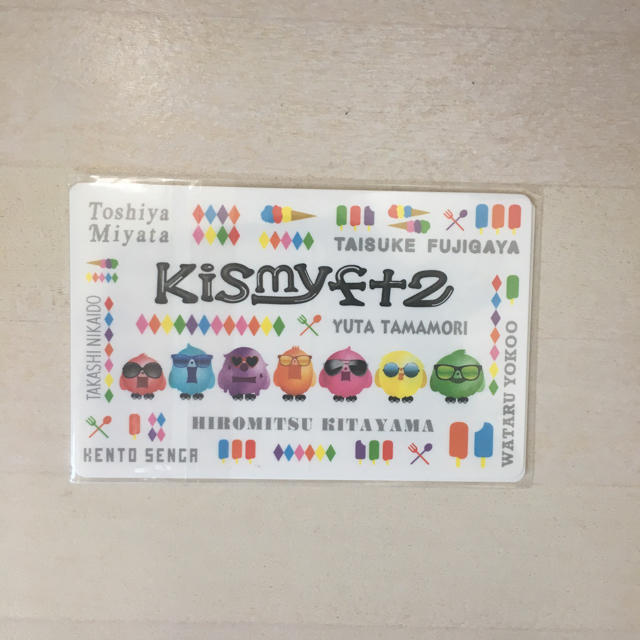 Toshiya
Miyata
TAISUKE FUJIGAYA
Kismyft2
TAKASHI NIKAIDO
YUTA TAMAMORI
WATARU YOKOO
HIROMITSU KITAYAMA
KENTO SENGA